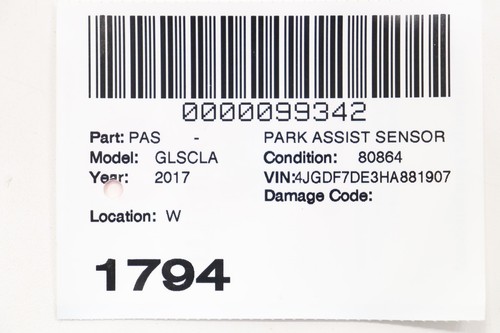 0000099342
Part: PAS - PARK ASSIST SENSOR
Model: GLSCLA Condition: 80864
Year: 2017 VIN:4JGDF7DE3HA881907
Damage Code:
Location: W
1794